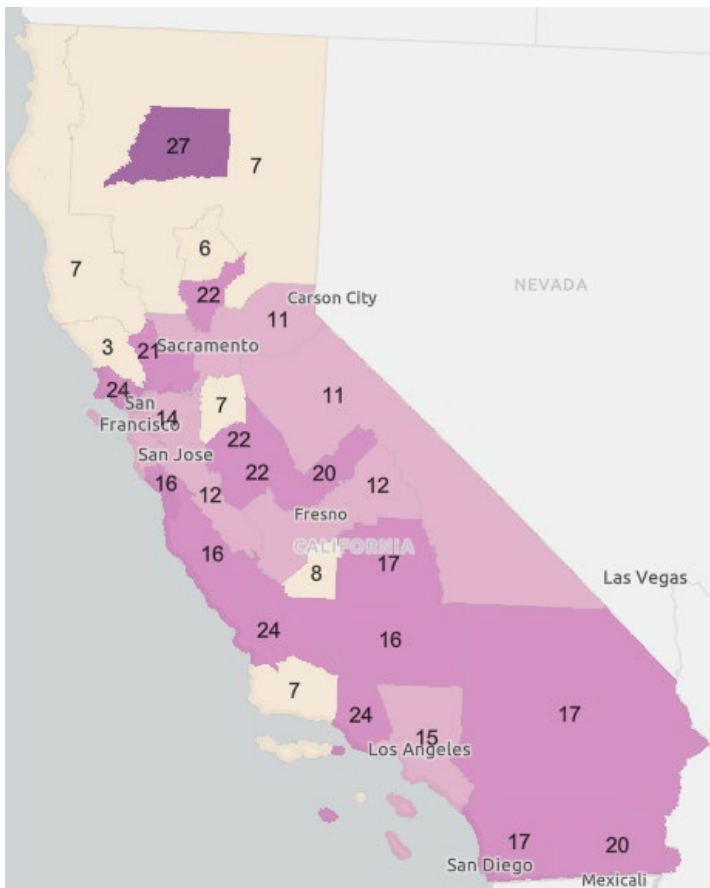 27
7
6
7
NEVADA
22
Carson City
11
3
21
Sacramento
24
11
San
Francisco
14
7
22
San Jose
22
20
16
12
12
Fresno
CALIFORNIA
16
17
8
Las Vegas
24
16
7
24
17
15
Los Angeles
17
20
San Diego
Mexicali